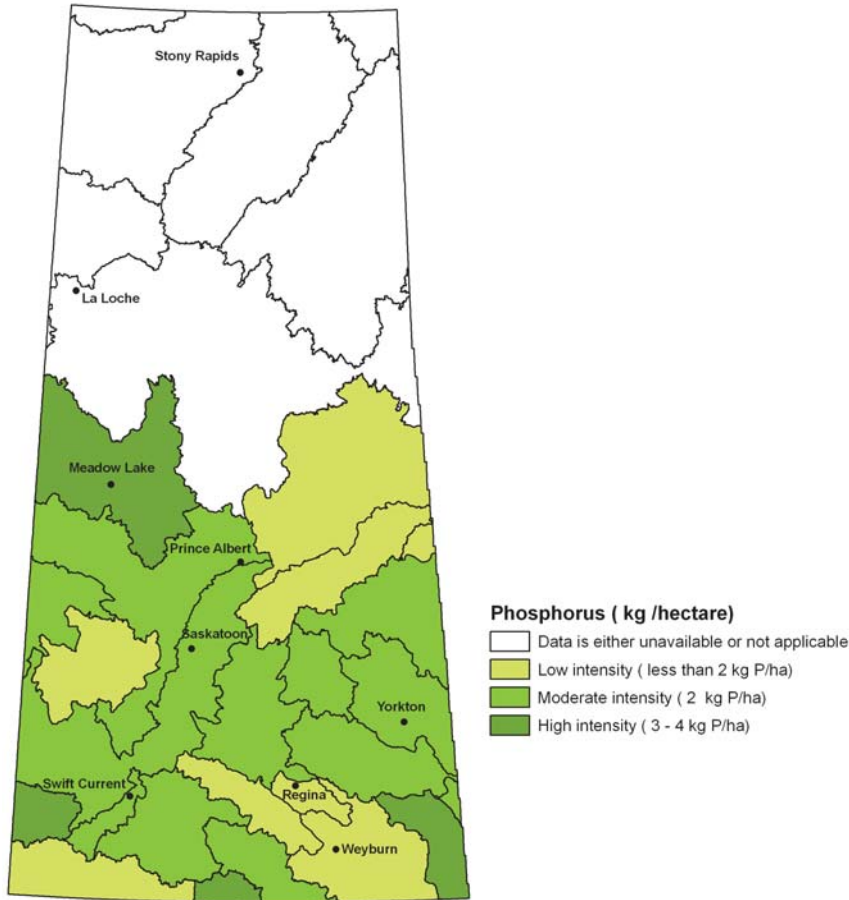 Stony Rapids
La Loche
Meadow Lake
Prince Albert
Saskatoon
Yorkton
Swift Current
Regina
Weyburn
Phosphorus ( kg /hectare)
Data is either unavailable or not applicable
Low intensity ( less than 2 kg P/ha)
Moderate intensity ( 2 kg P/ha)
High intensity ( 3 - 4 kg P/ha)